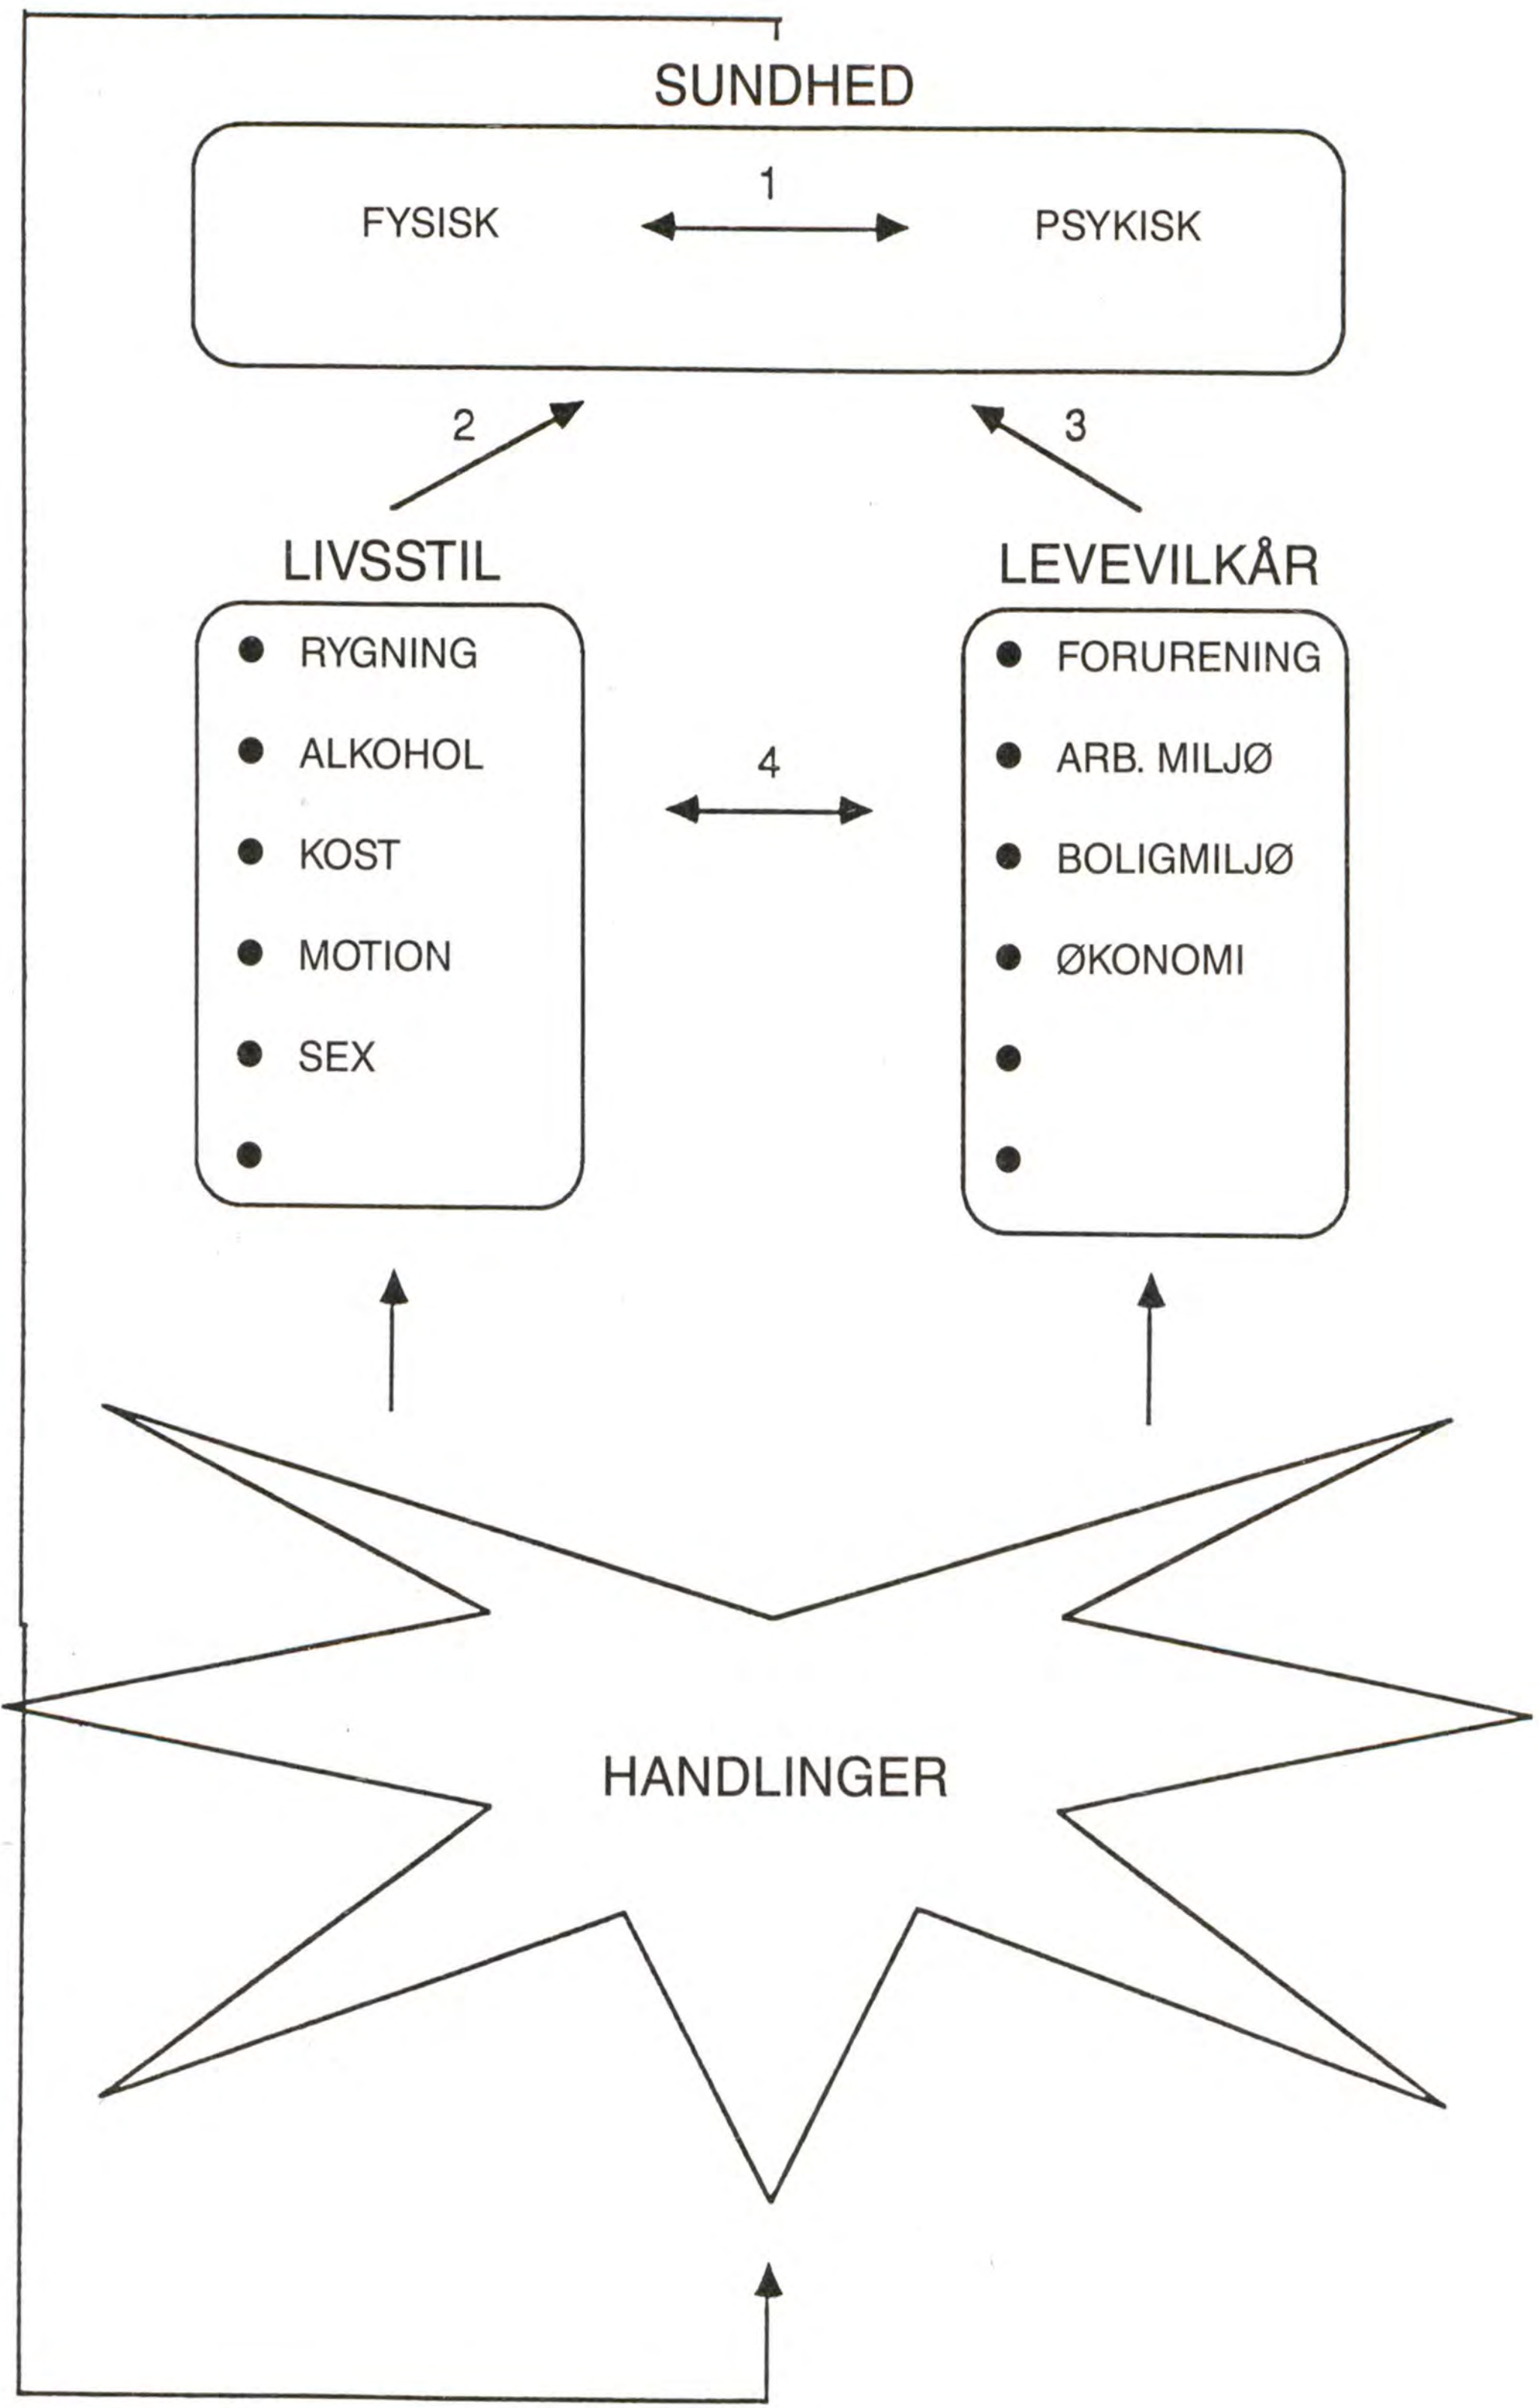 SUNDHED
1
FYSISK
PSYKISK
2
3
LIVSSTIL
LEVEVILKÅR
● RYGNING
● ALKOHOL
● KOST
● MOTION
● SEX
●
4
● FORURENING
● ARB. MILJØ
● BOLIGMILJØ
● ØKONOMI
●
●
HANDLINGER